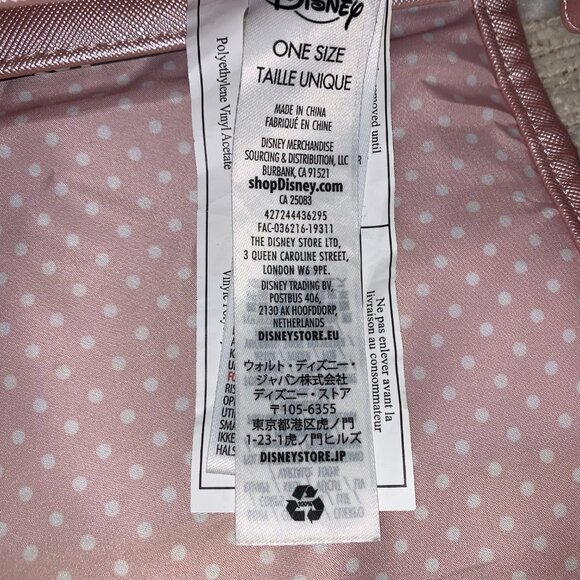 Disney
ONE SIZE
TAILLE UNIQUE
MADE IN CHINA
FABRIQUÉ EN CHINE
DISNEY MERCHANDISE
SOURCING & DISTRIBUTION, LLC
BURBANK, CA 91521
shopDisney.com
CA 25083
427244436295
FAC-036216-19311
THE DISNEY STORE LTD,
3 QUEEN CAROLINE STREET,
LONDON W6 9PE.
DISNEY TRADING BV,
POSTBUS 406,
2130 AK HOOFDDORP,
NETHERLANDS
DISNEYSTORE.EU
ウォルト・ディズニー・
ジャパン株式会社
ディズニー・ストア
〒105-6355
東京都港区虎ノ門
1-23-1虎ノ門ヒルズ
DISNEYSTORE.JP
100%
Polyethylene Vinyl Acetate
until
Ne pas enlever avant la
livraison au consommateur